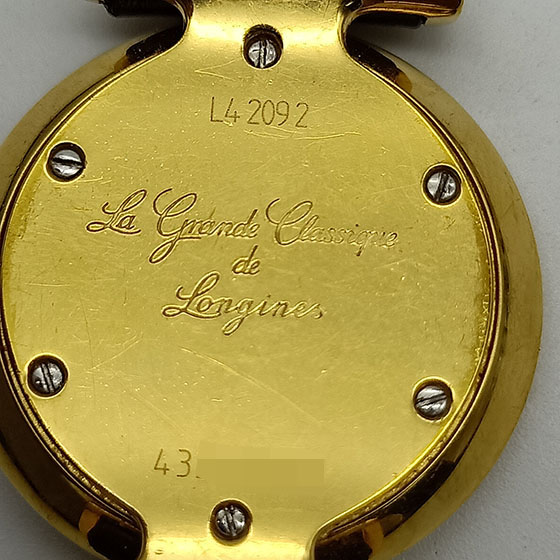 L4 209 2
La Grande Classique
de
Longines
43